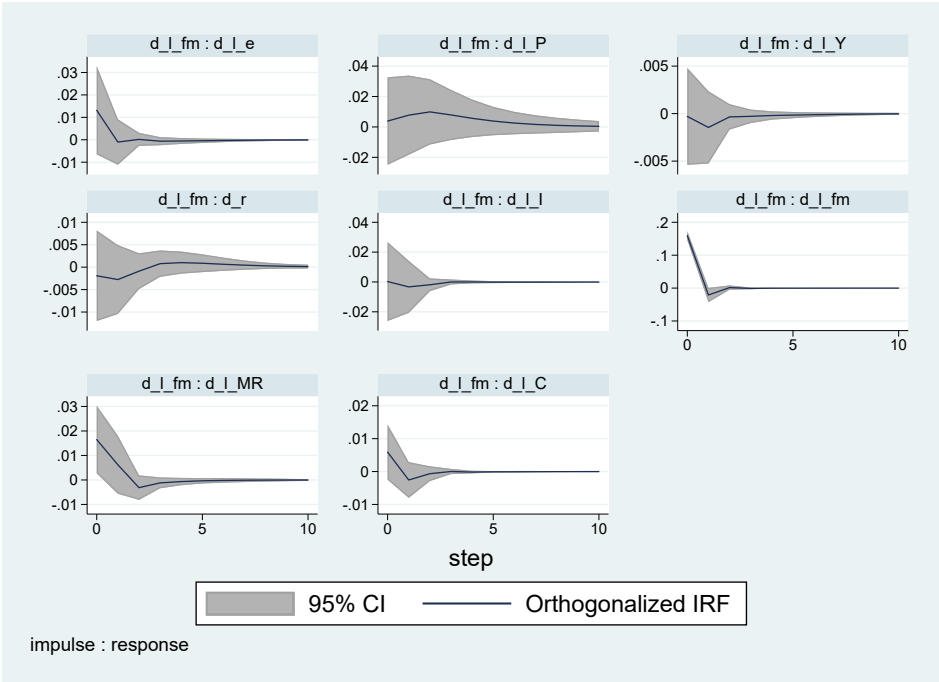 d_l_fm : d_l_e
.03
.02
.01
0
-.01
d_l_fm : d_l_P
.04
.02
0
-.02
d_l_fm : d_l_Y
.005
0
-.005
d_l_fm : d_r
.01
.005
0
-.005
-.01
d_l_fm : d_l_I
.04
.02
0
-.02
d_l_fm : d_l_fm
.2
.1
0
-.1
0 5 10
d_l_fm : d_l_MR
.03
.02
.01
0
-.01
0 5 10
d_l_fm : d_l_C
.02
.01
0
-.01
0 5 10
step
95% CI Orthogonalized IRF
impulse : response